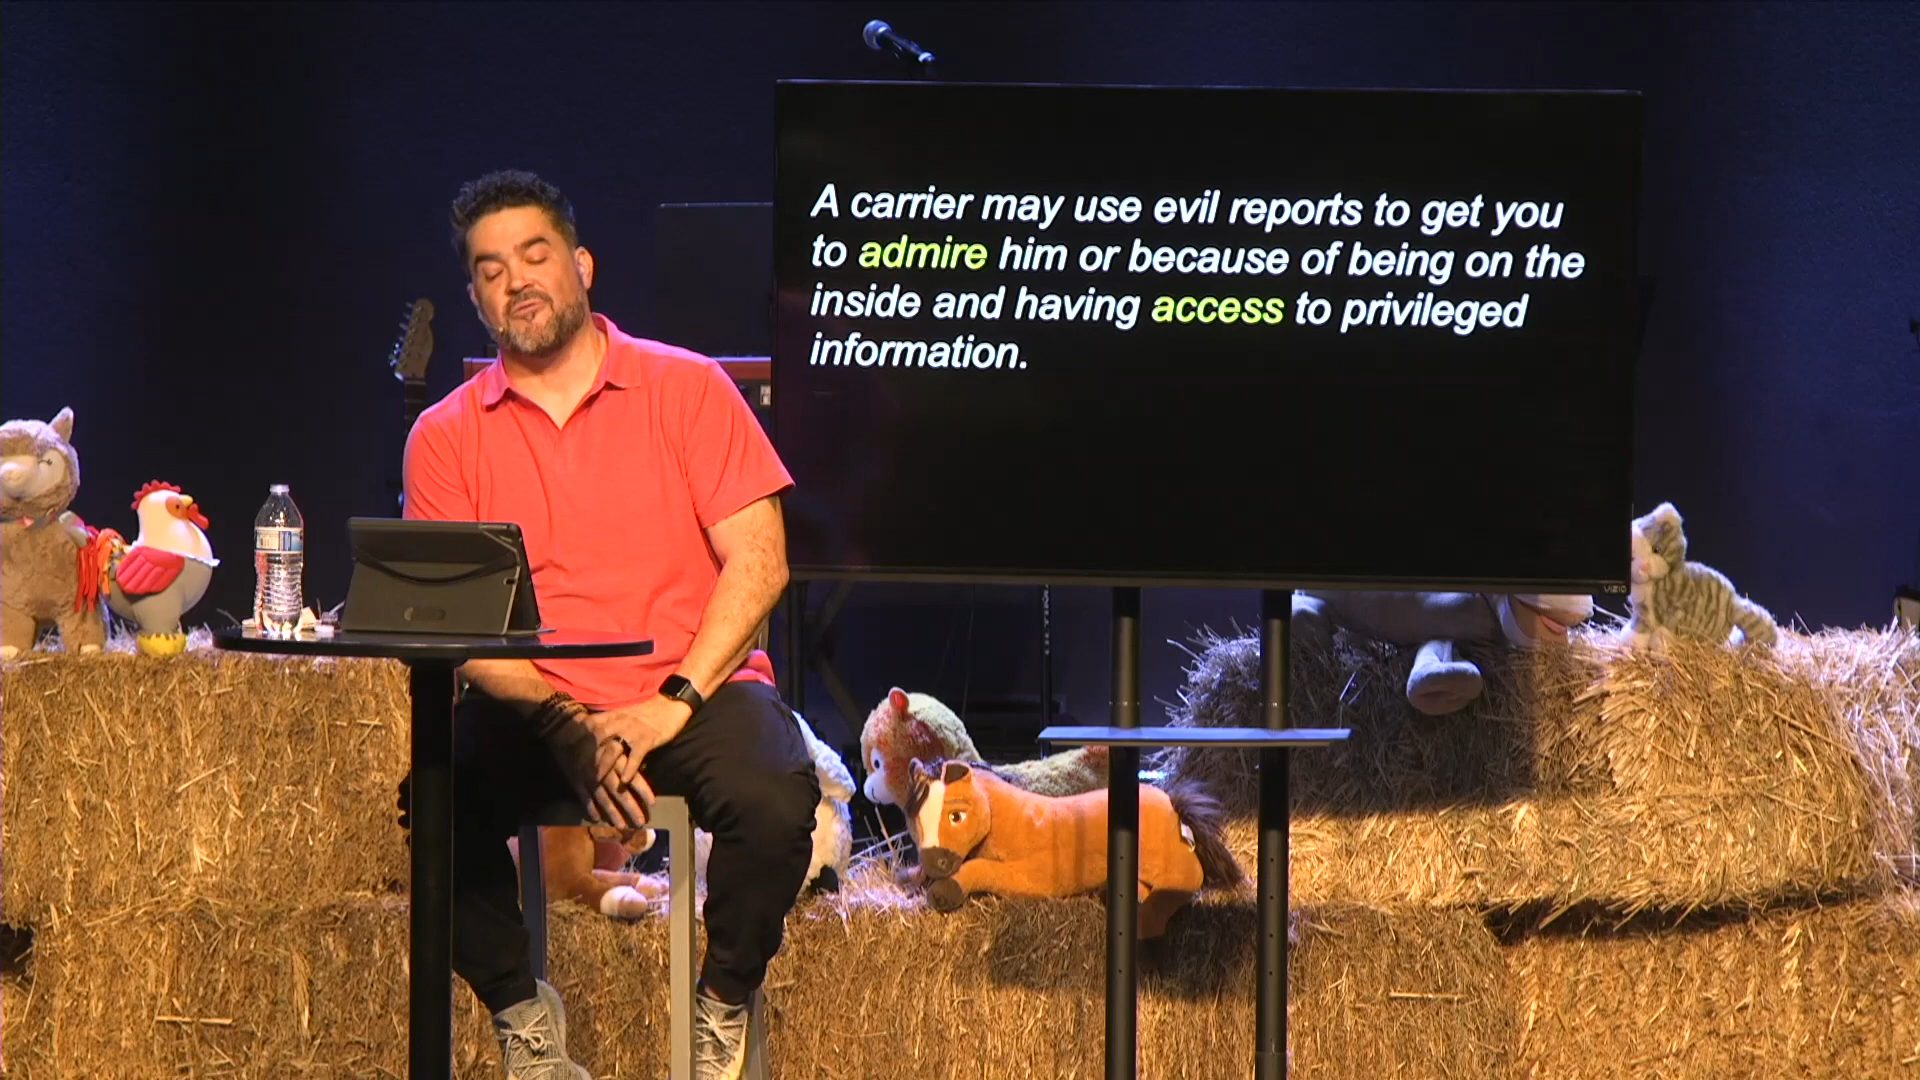 A carrier may use evil reports to get you
to admire him or because of being on the
inside and having access to privileged
information.
VIZIO